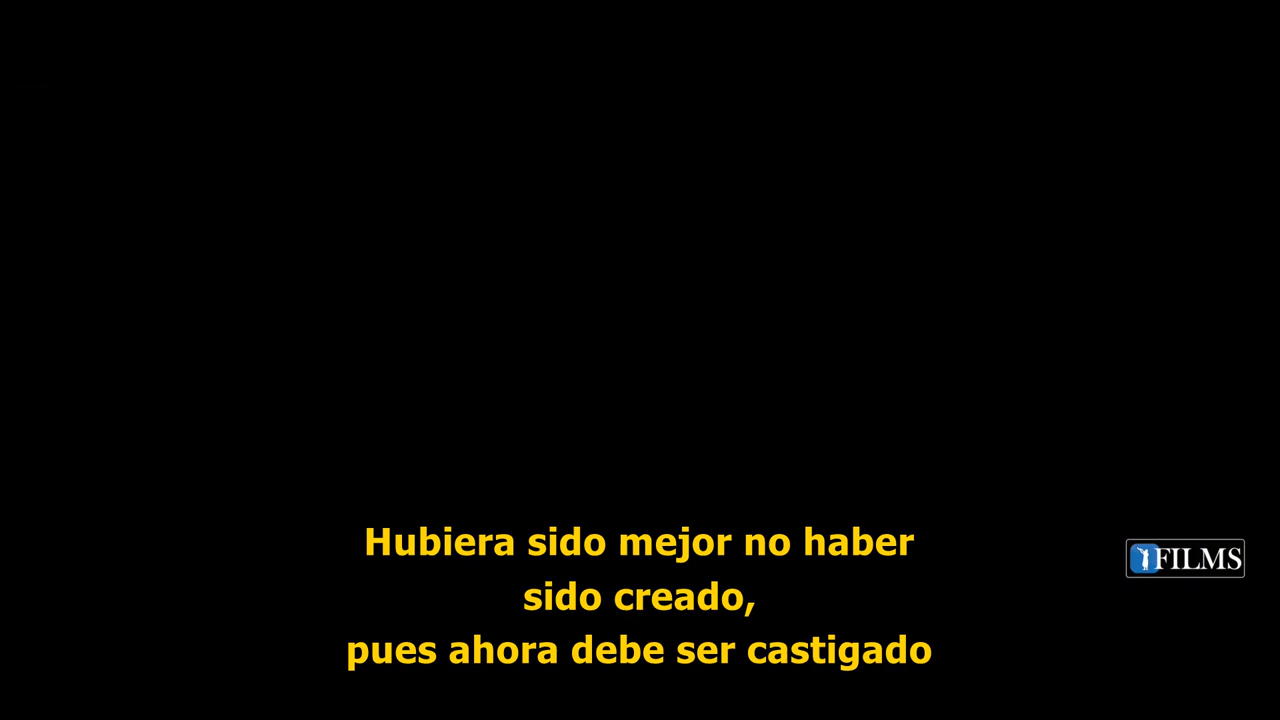 Hubiera sido mejor no haber
FILMS
sido creado,
pues ahora debe ser castigado